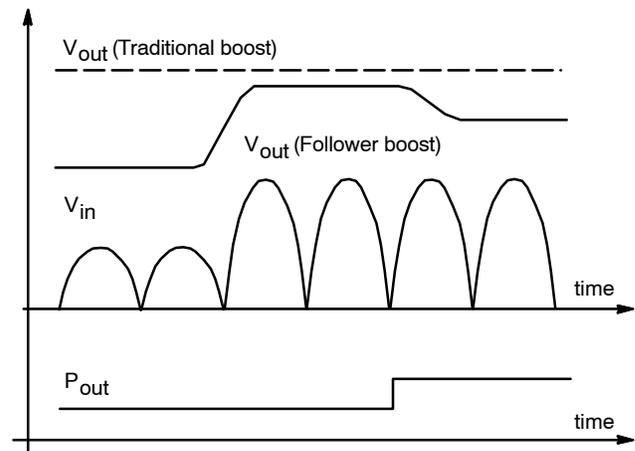 Vout (Traditional boost)
Vout (Follower boost)
Vin
time
Pout
time